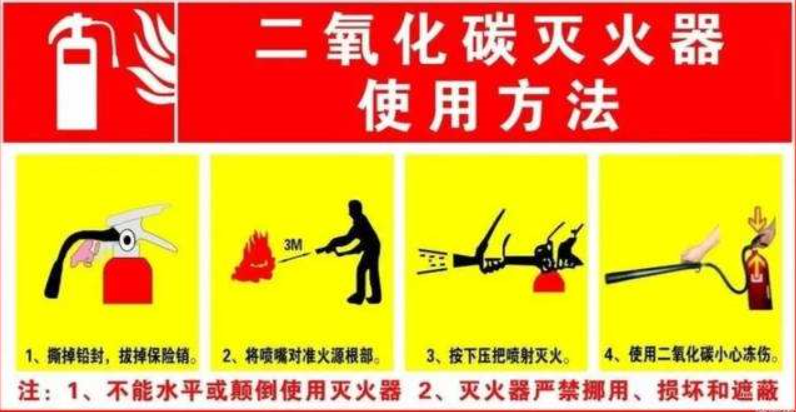 二氧化碳灭火器
使用方法
3M
1、撕掉铅封，拔掉保险销。
2、将喷嘴对准火源根部。
3、按下压把喷射灭火。
4、使用二氧化碳小心冻伤。
注：1、不能水平或颠倒使用灭火器 2、灭火器严禁挪用、损坏和遮蔽